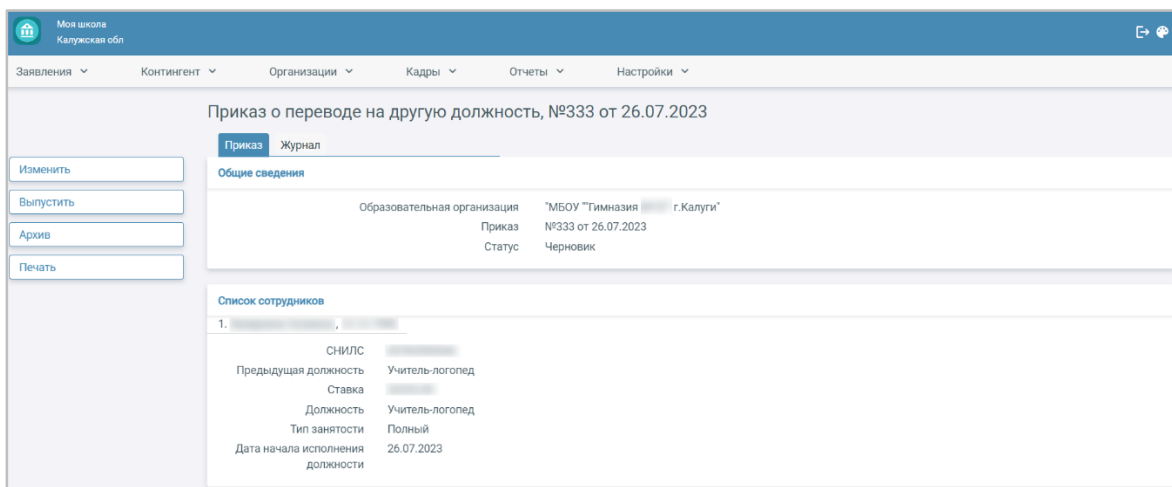 Моя школа
Калужская обл
Заявления Контингент Организации Кадры Отчеты Настройки
Приказ о переводе на другую должность, №333 от 26.07.2023
Приказ Журнал
Изменить
Выпустить
Архив
Печать
Общие сведения
Образовательная организация "МБОУ ""Гимназия г.Калуги"
Приказ №333 от 26.07.2023
Статус Черновик
Список сотрудников
1. ,
СНИЛС
Предыдущая должность Учитель-логопед
Ставка
Должность Учитель-логопед
Тип занятости Полный
Дата начала исполнения 26.07.2023
должности